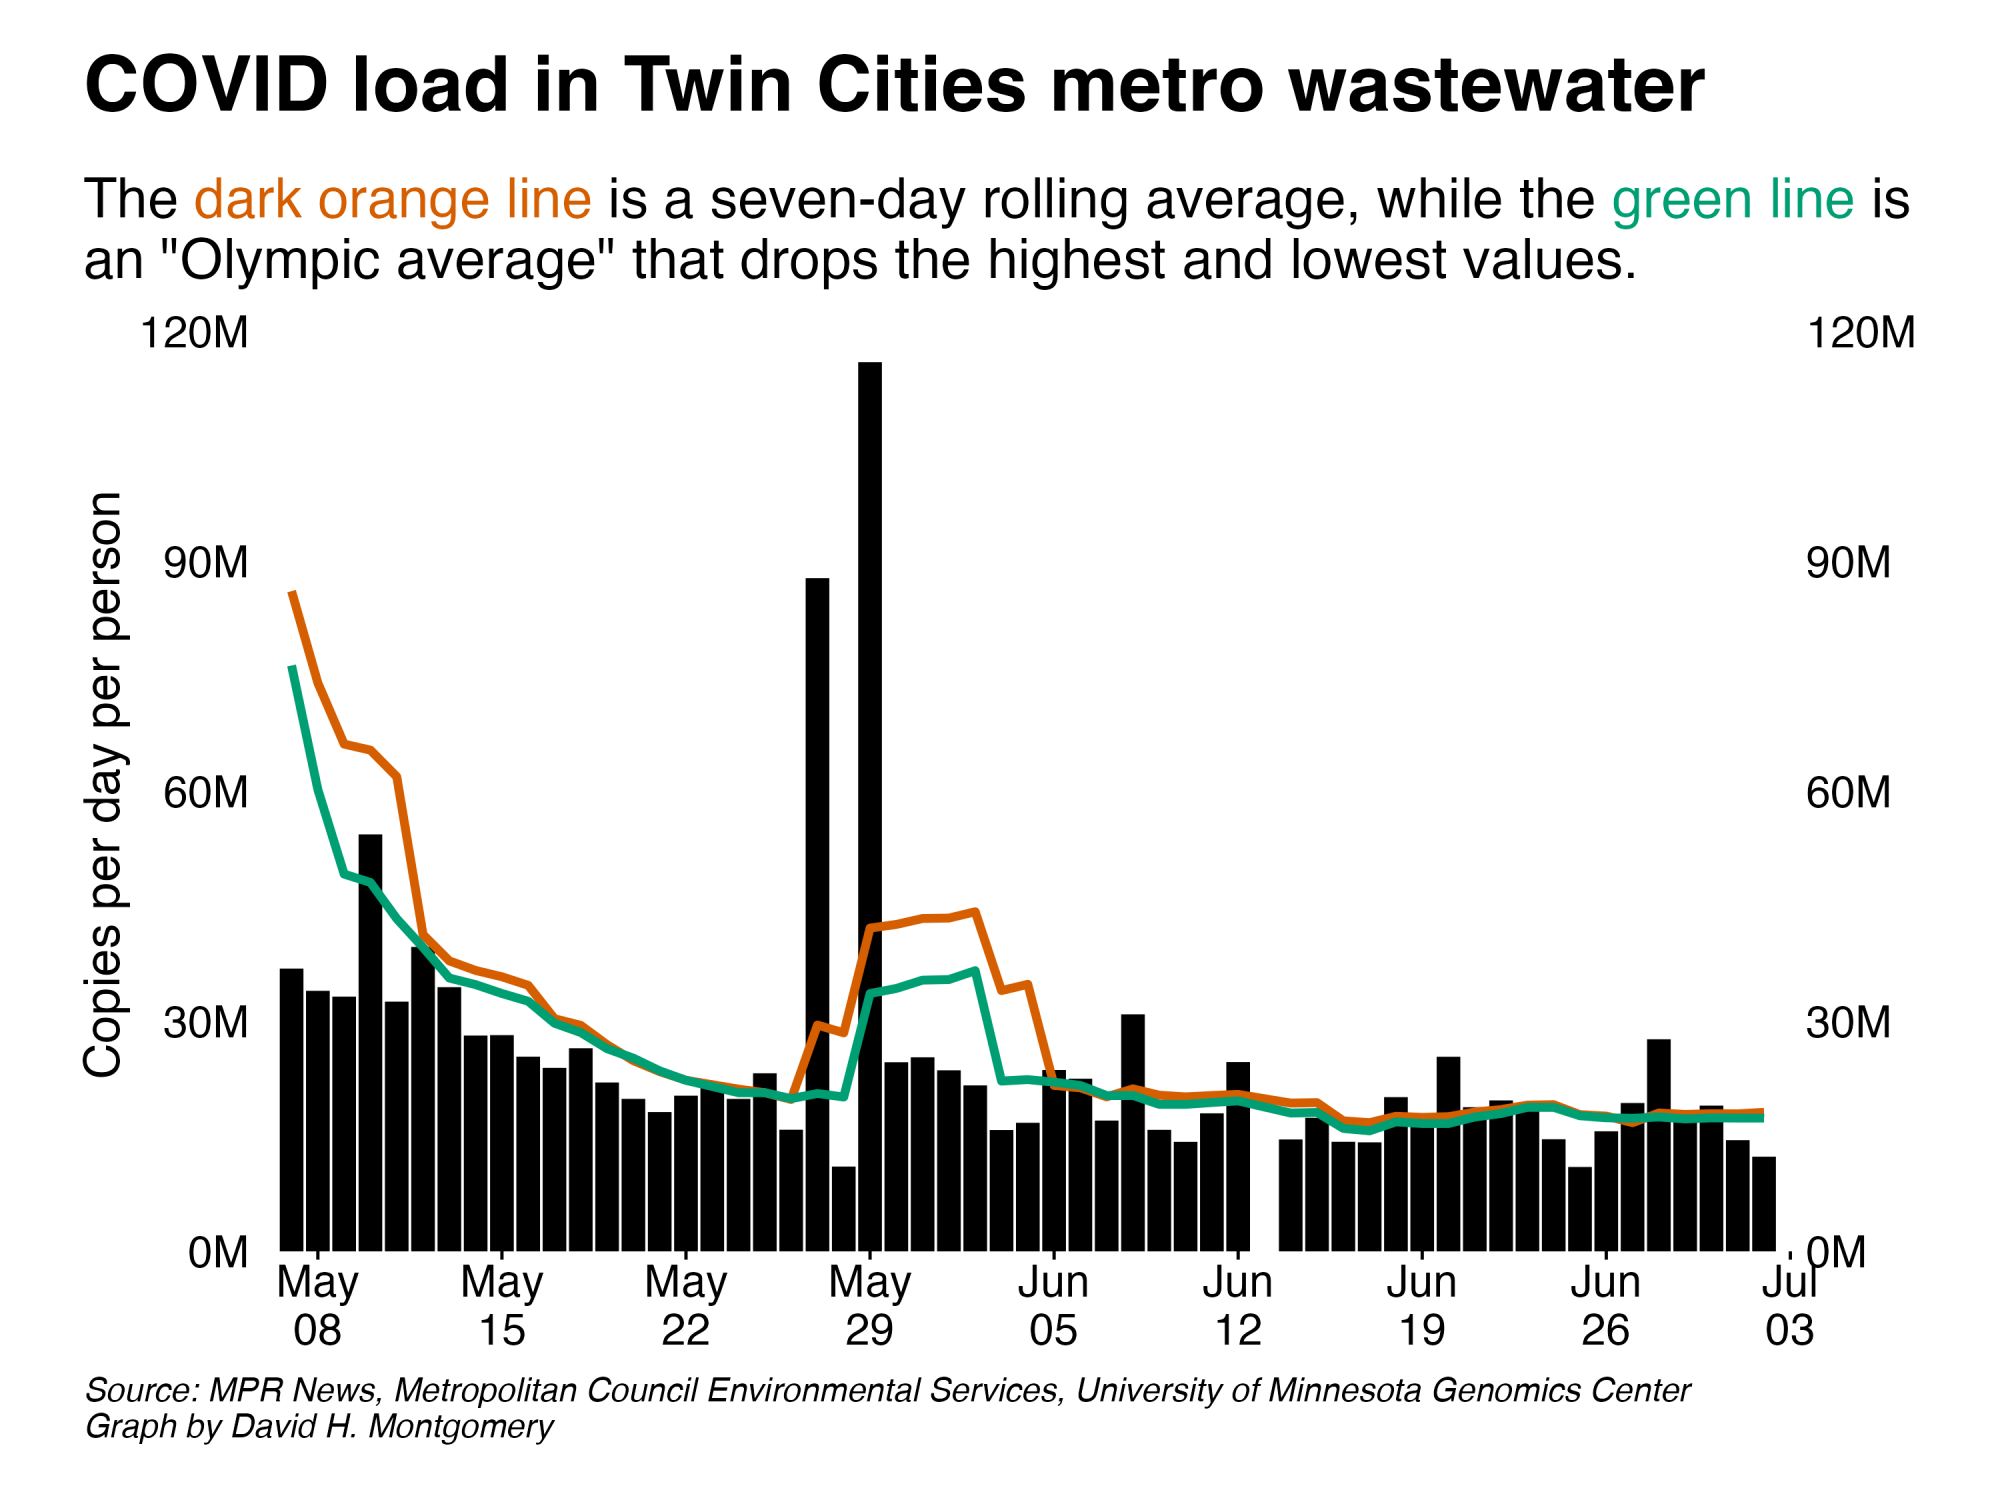 COVID load in Twin Cities metro wastewater
The dark orange line is a seven-day rolling average, while the green line is
an "Olympic average" that drops the highest and lowest values.
120M
120M
90M
90M
60M
60M
30M
30M
0M
0M
Copies per day per person
May
08
May
15
May
22
May
29
Jun
05
Jun
12
Jun
19
Jun
26
Jul
03
Source: MPR News, Metropolitan Council Environmental Services, University of Minnesota Genomics Center
Graph by David H. Montgomery